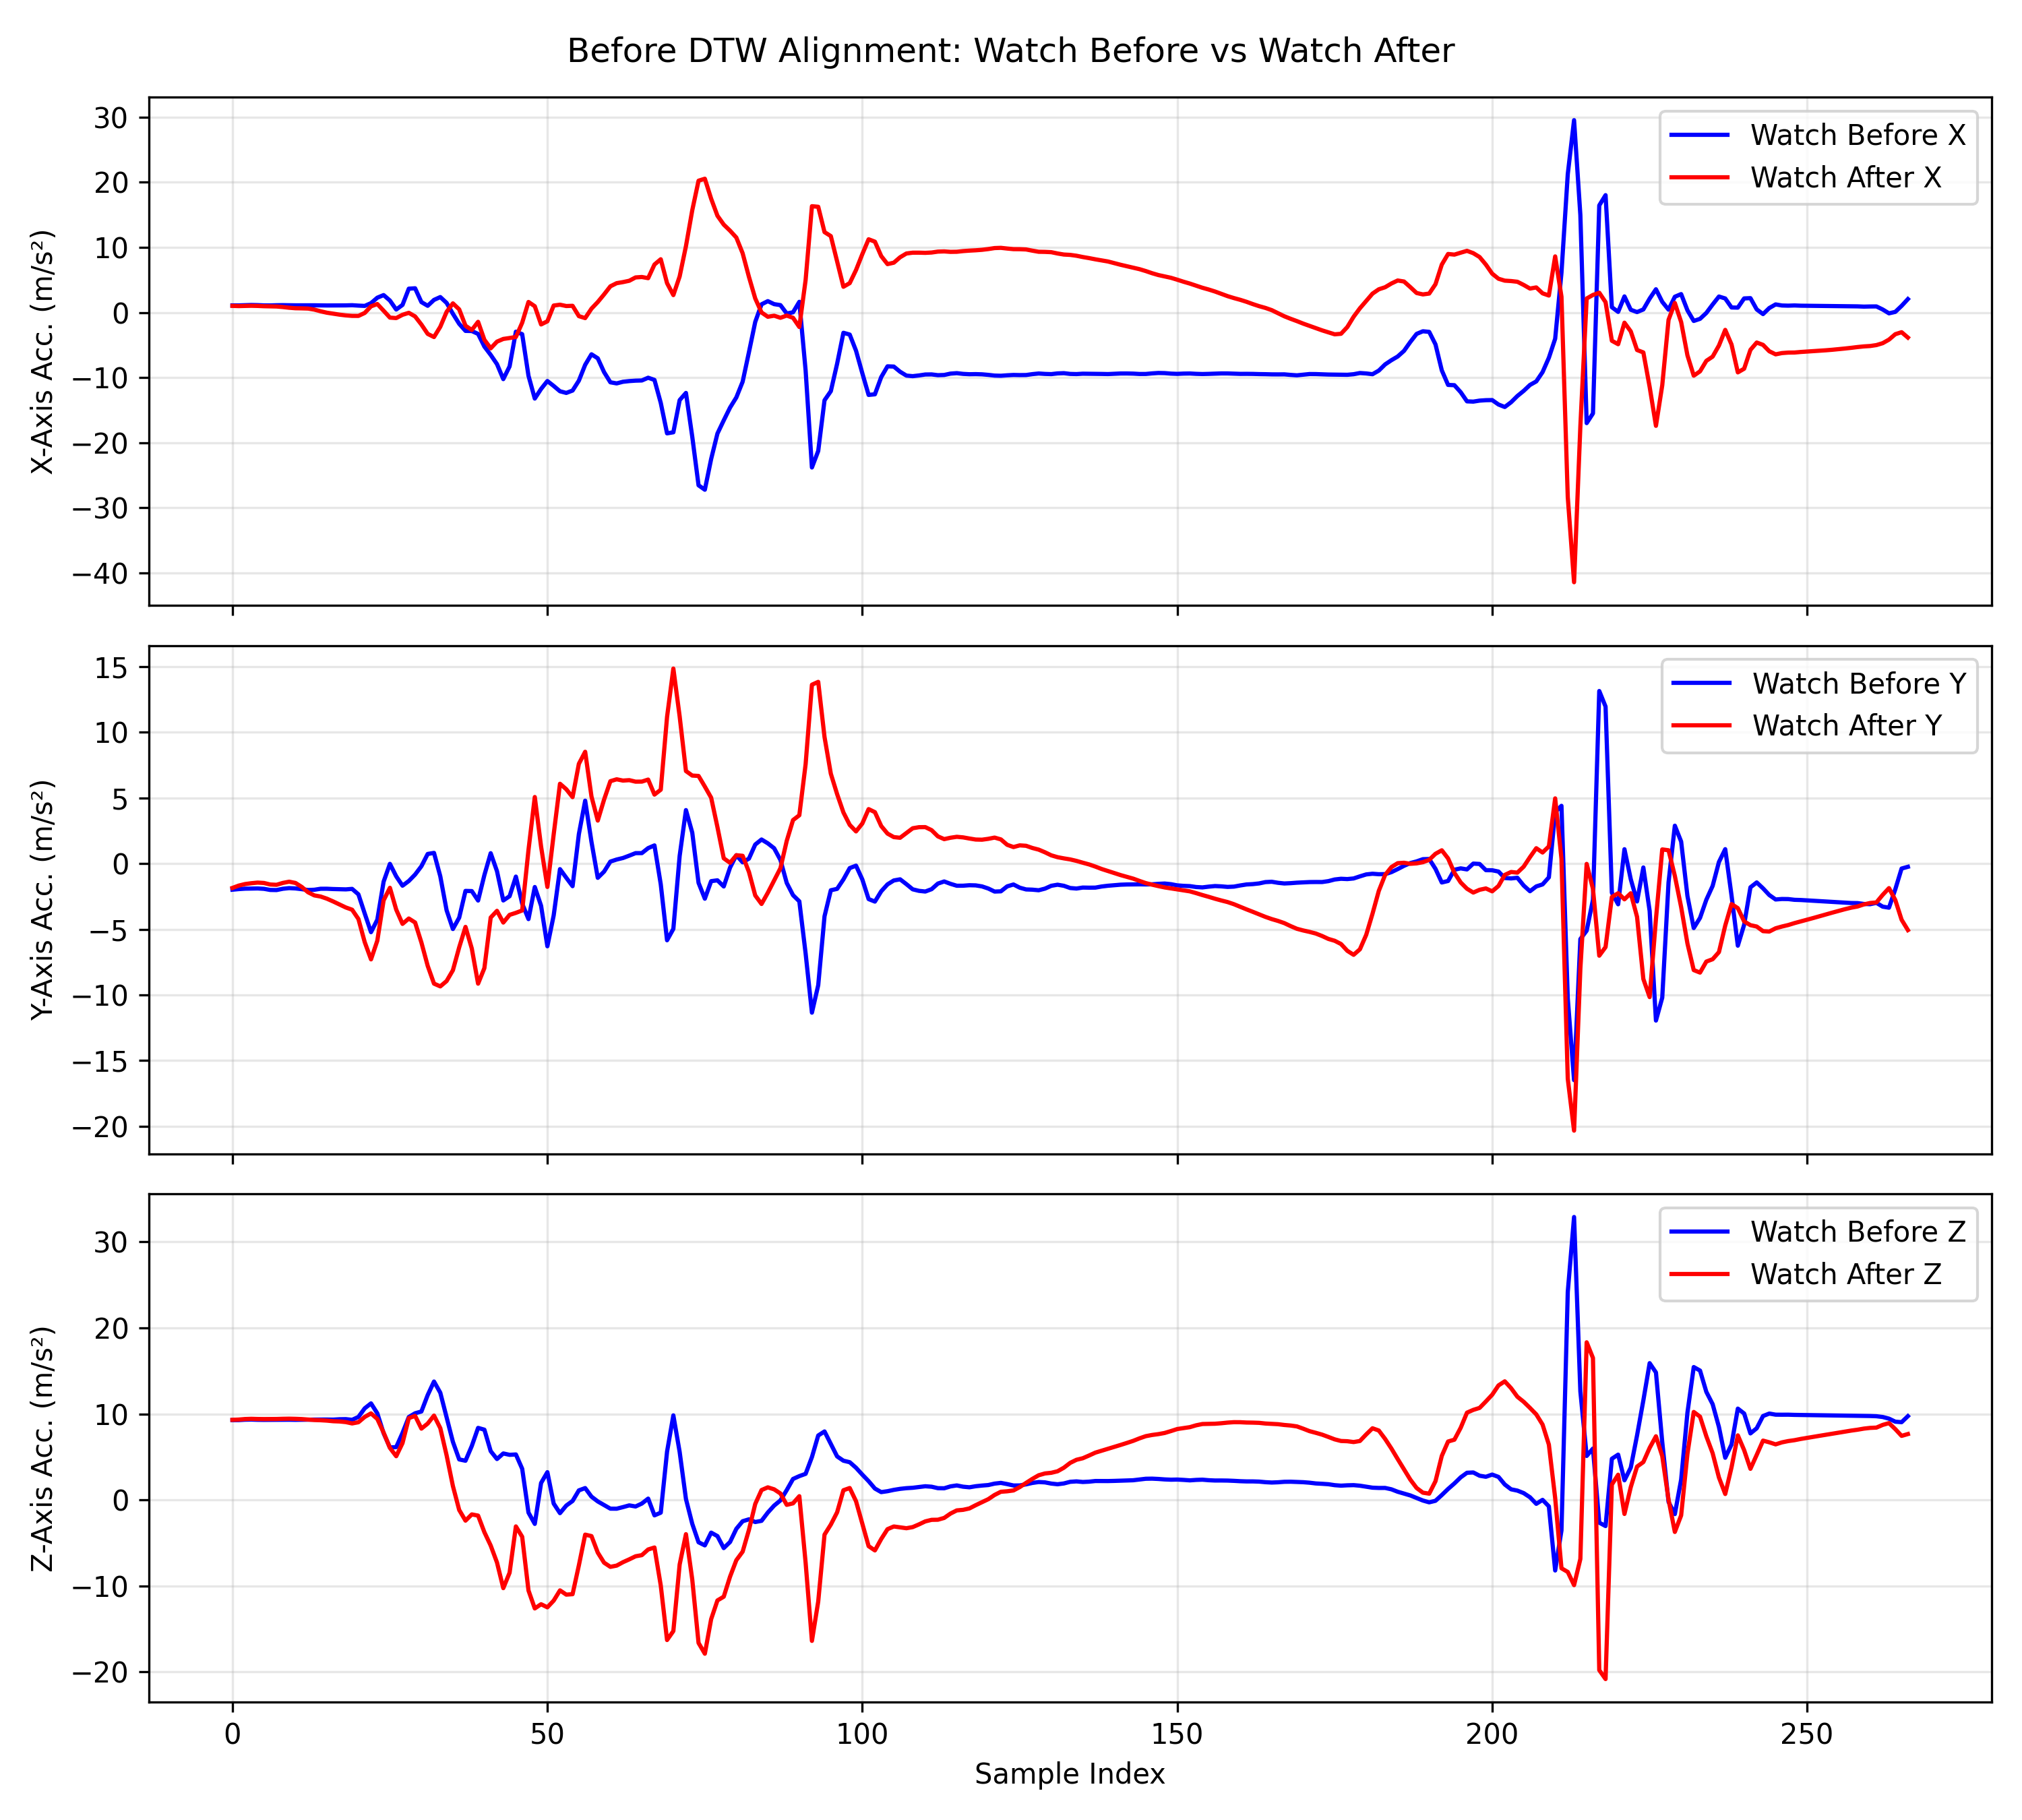 Before DTW Alignment: Watch Before vs Watch After
X-Axis Acc. (m/s²)
30
20
10
0
−10
−20
−30
−40
Watch Before X
Watch After X
Y-Axis Acc. (m/s²)
15
10
5
0
−5
−10
−15
−20
Watch Before Y
Watch After Y
Z-Axis Acc. (m/s²)
30
20
10
0
−10
−20
Watch Before Z
Watch After Z
0 50 100 150 200 250
Sample Index